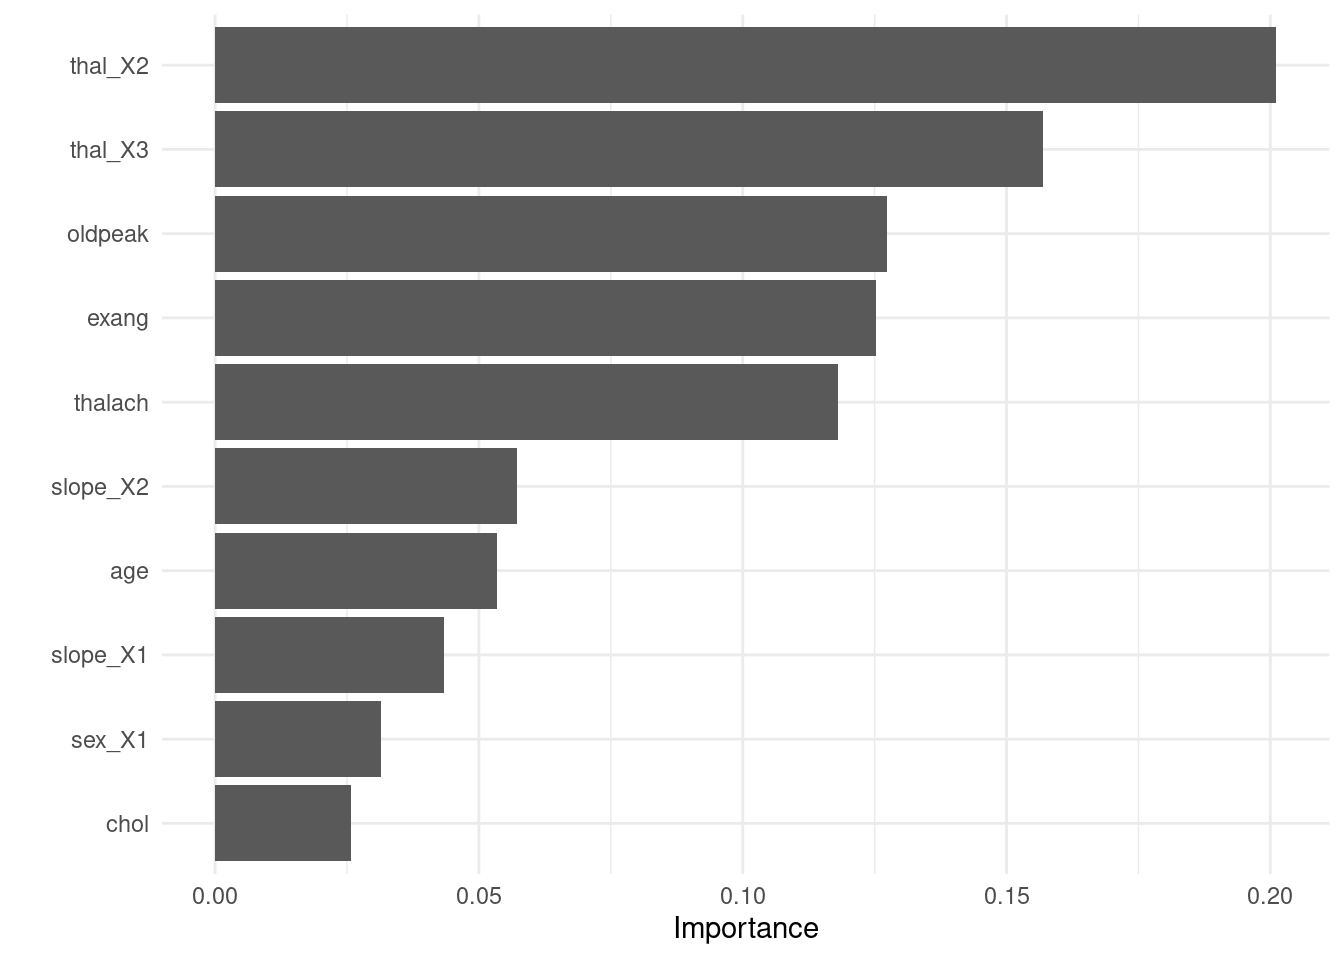 thal_X2
thal_X3
oldpeak
exang
thalach
slope_X2
age
slope_X1
sex_X1
chol
0.00 0.05 0.10 0.15 0.20
Importance